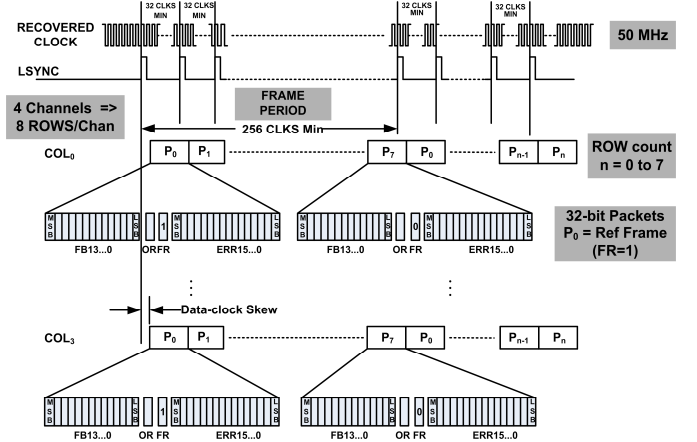 32 CLKS MIN 32 CLKS MIN 32 CLKS MIN 32 CLKS MIN
RECOVERED CLOCK
50 MHz
LSYNC
4 Channels =>
8 ROWS/Chan
FRAME PERIOD
256 CLKS Min
COL0 P0 P1 P7 P0 Pn-1 Pn
ROW count
n = 0 to 7
MSB LSB 1 MSB LSB MSB LSB 0 MSB LSB
FB13...0 OR FR ERR15...0 FB13...0 OR FR ERR15...0
32-bit Packets
P0 = Ref Frame
(FR=1)
Data-clock Skew
COL3 P0 P1 P7 P0 Pn-1 Pn
MSB LSB 1 MSB LSB MSB LSB 0 MSB LSB
FB13...0 OR FR ERR15...0 FB13...0 OR FR ERR15...0